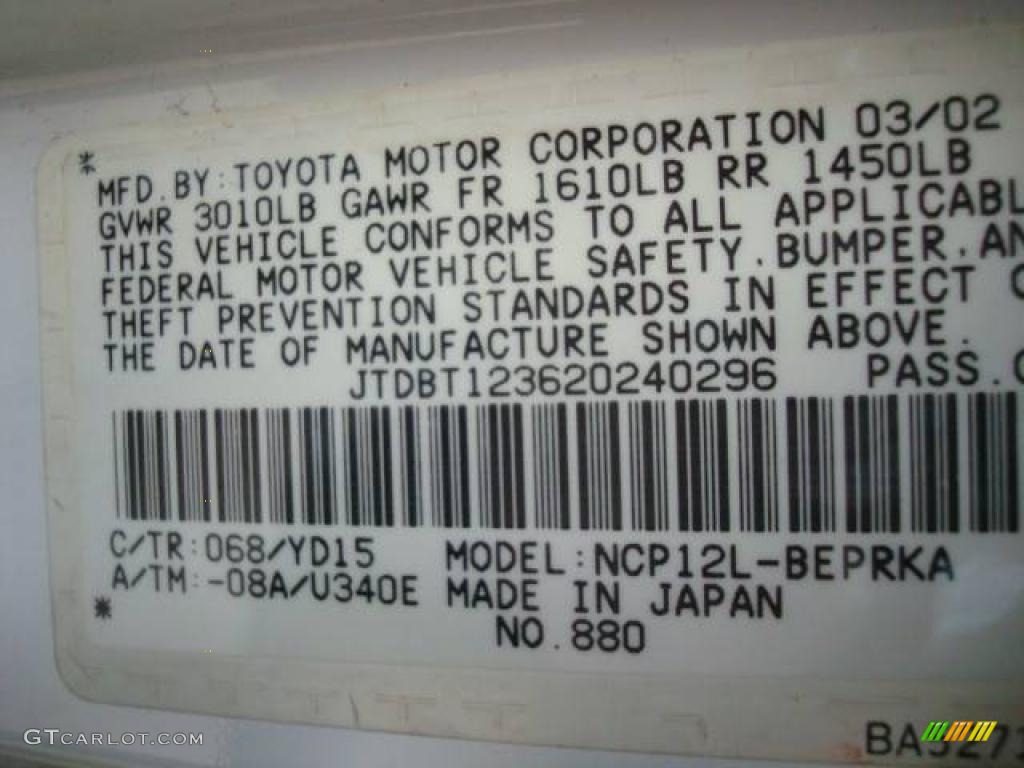 * MFD.BY:TOYOTA MOTOR CORPORATION 03/02
GVWR 3010LB GAWR FR 1610LB RR 1450LB
THIS VEHICLE CONFORMS TO ALL APPLICABL
FEDERAL MOTOR VEHICLE SAFETY.BUMPER.AN
THEFT PREVENTION STANDARDS IN EFFECT
THE DATE OF MANUFACTURE SHOWN ABOVE.
JTDBT123620240296 PASS.
C/TR:068/YD15 MODEL:NCP12L-BEPRKA
A/TM:-08A/U340E MADE IN JAPAN
* NO.880
GTCARLOT.COM